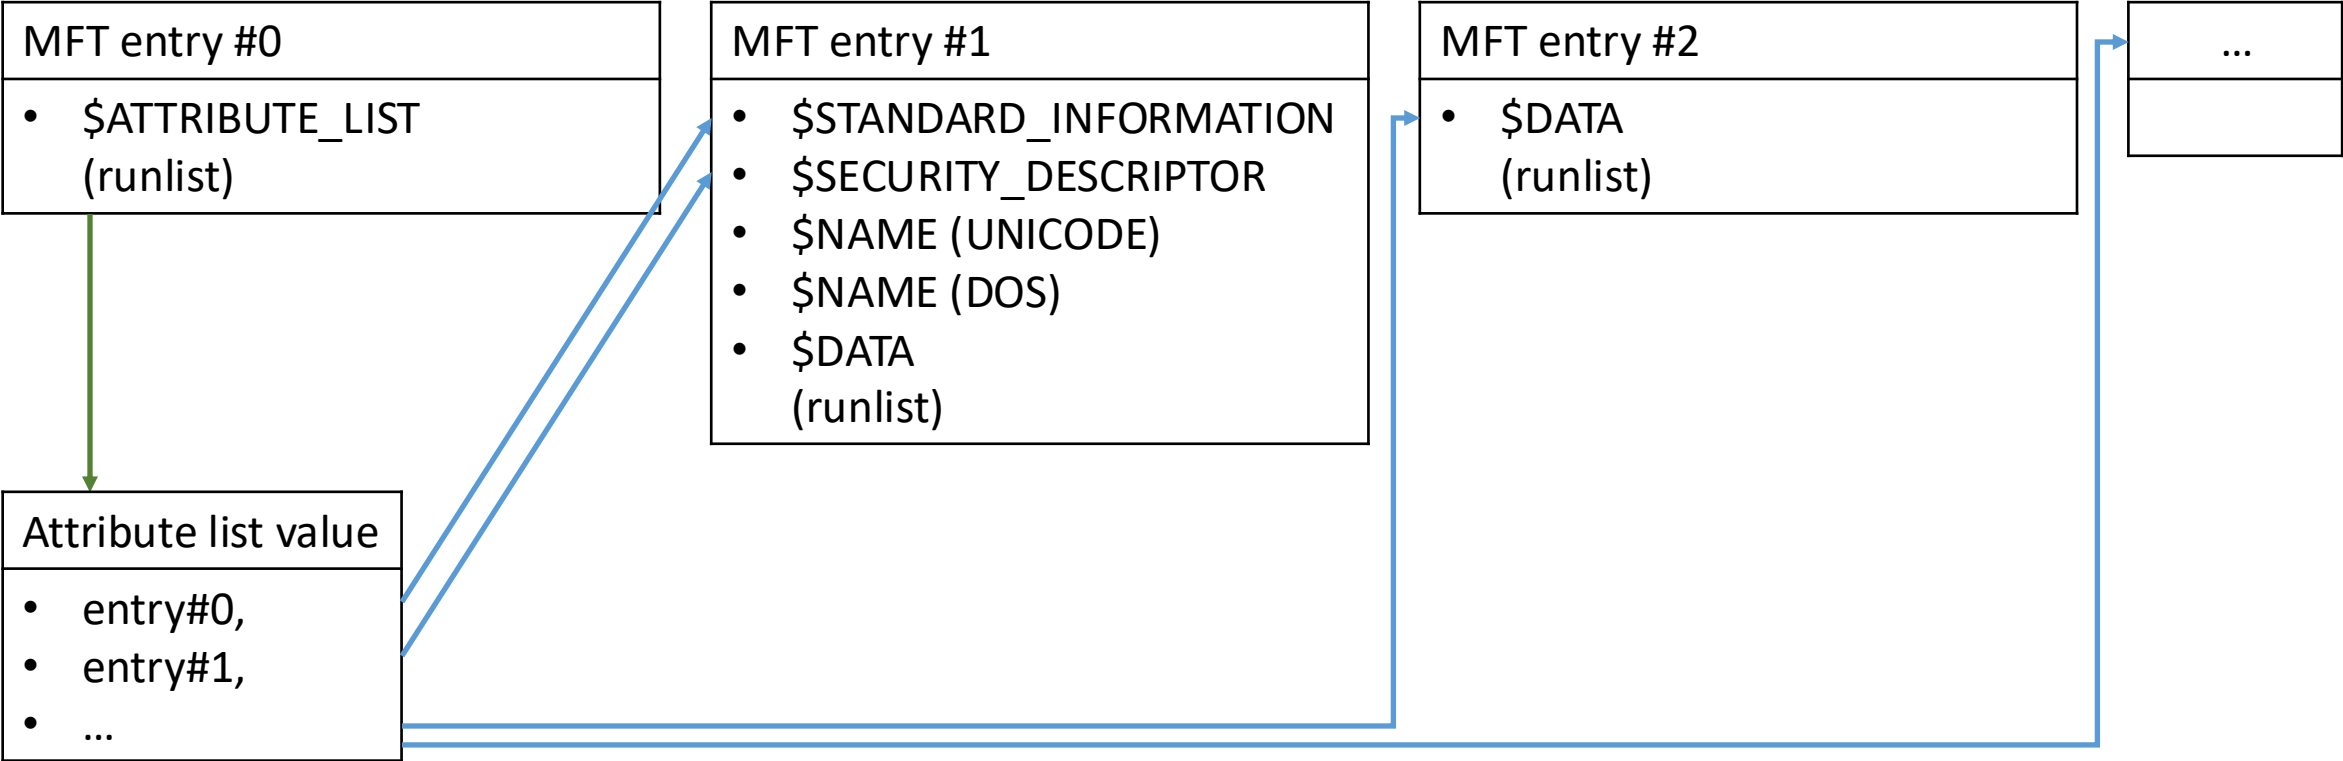 MFT entry #0
• $ATTRIBUTE_LIST
(runlist)
MFT entry #1
• $STANDARD_INFORMATION
• $SECURITY_DESCRIPTOR
• $NAME (UNICODE)
• $NAME (DOS)
• $DATA
(runlist)
MFT entry #2
• $DATA
(runlist)
...
Attribute list value
• entry#0,
• entry#1,
• ...